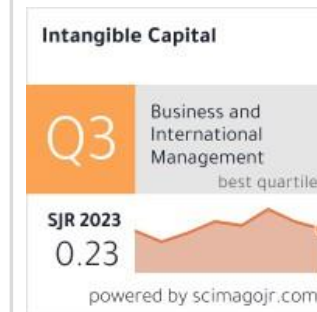 Intangible Capital
Q3
Business and
International
Management
best quartile
SJR 2023
0.23
powered by scimagojr.com